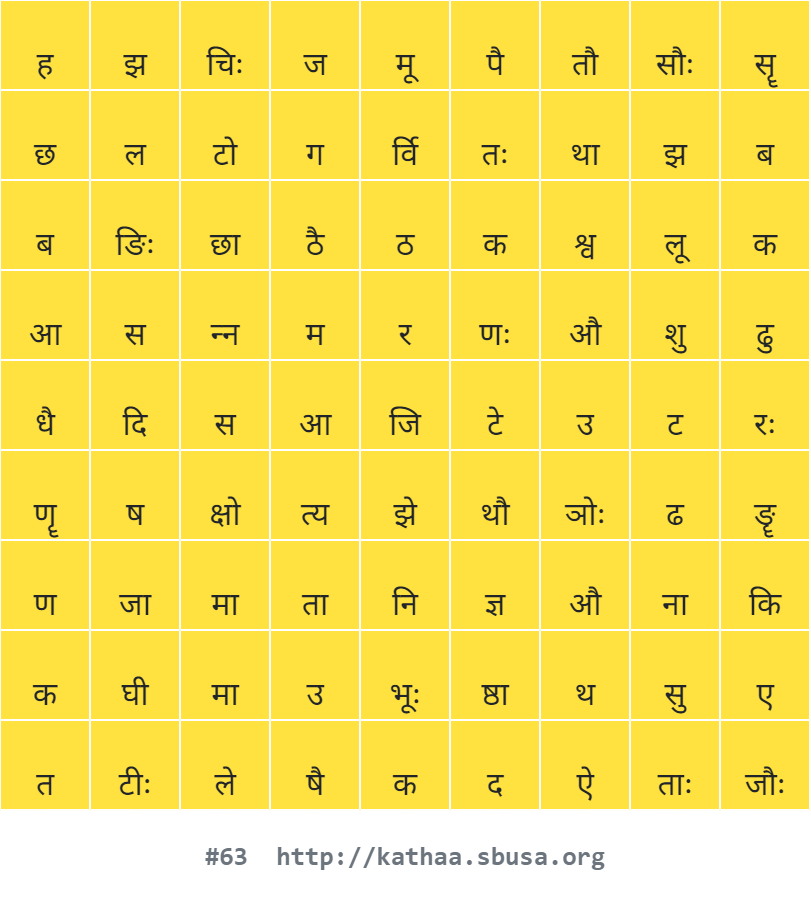 ह झ चिः ज मू पै तौ सौः सॄ
छ ल टो ग र्वि तः था झ ब
ब ङिः छा ठै ठ क श्व लू क
आ स न्न म र णः औ शु ढु
धै दि स आ जि टे उ ट रः
णॄ ष क्षो त्य झे थौ ञोः ढ ङॄ
ण जा मा ता नि ज्ञ औ ना कि
क घी मा उ भूः ष्ठा थ सु ए
त टीः ले षै क द ऐ ताः जौः
#63 http://kathaa.sbusa.org